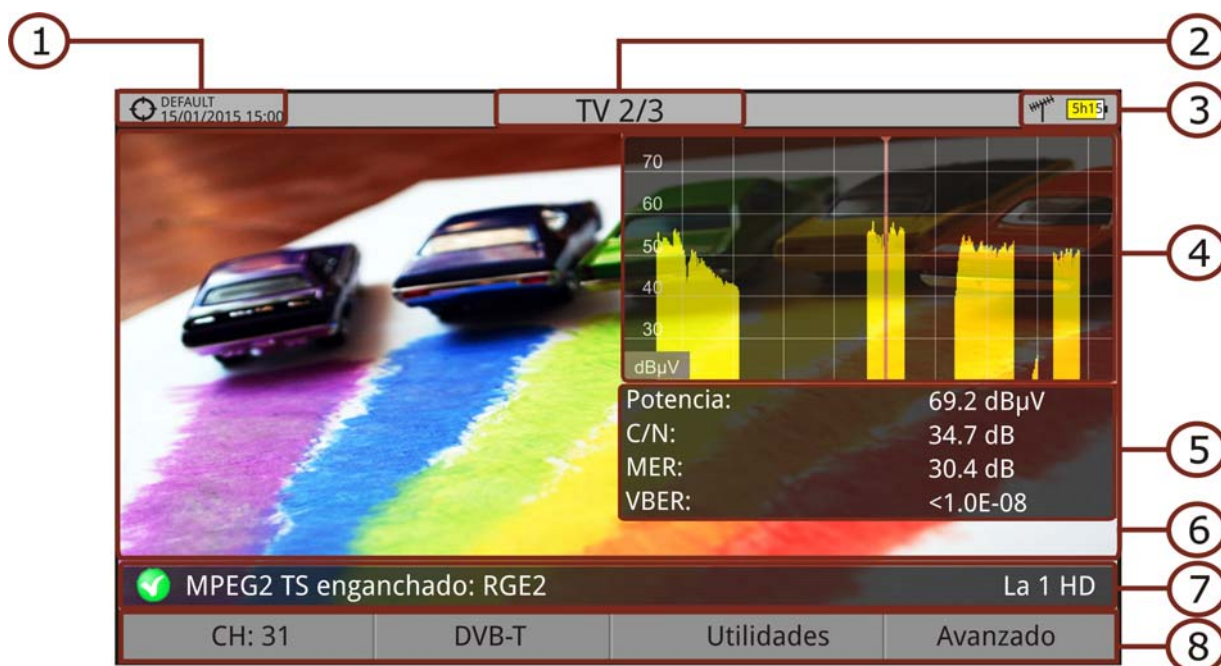 1
2
DEFAULT
15/01/2015 15:00
TV 2/3
5h15
3
70
60
50
40
30
dBµV
4
Potencia: 69.2 dBµV
C/N: 34.7 dB
MER: 30.4 dB
VBER: <1.0E-08
5
6
MPEG2 TS enganchado: RGE2 La 1 HD
7
CH: 31 DVB-T Utilidades Avanzado
8